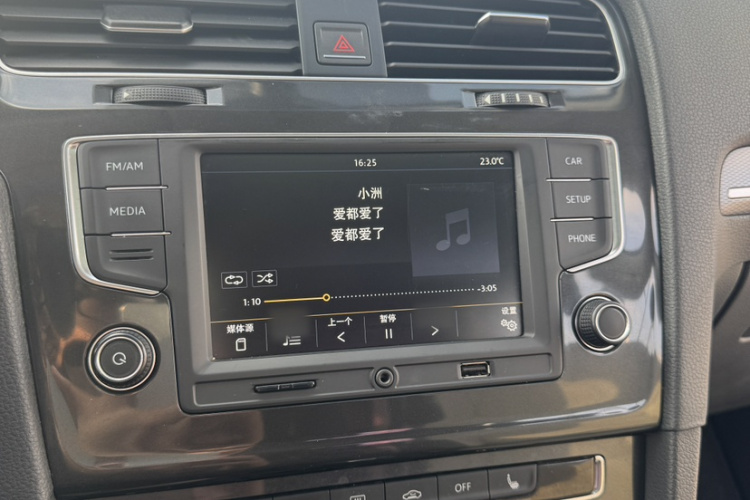 FM/AM
MEDIA
16:25
23.0°C
小洲
爱都爱了
爱都爱了
1:10
-3:05
媒体源
上一个
暂停
设置
CAR
SETUP
PHONE
OFF